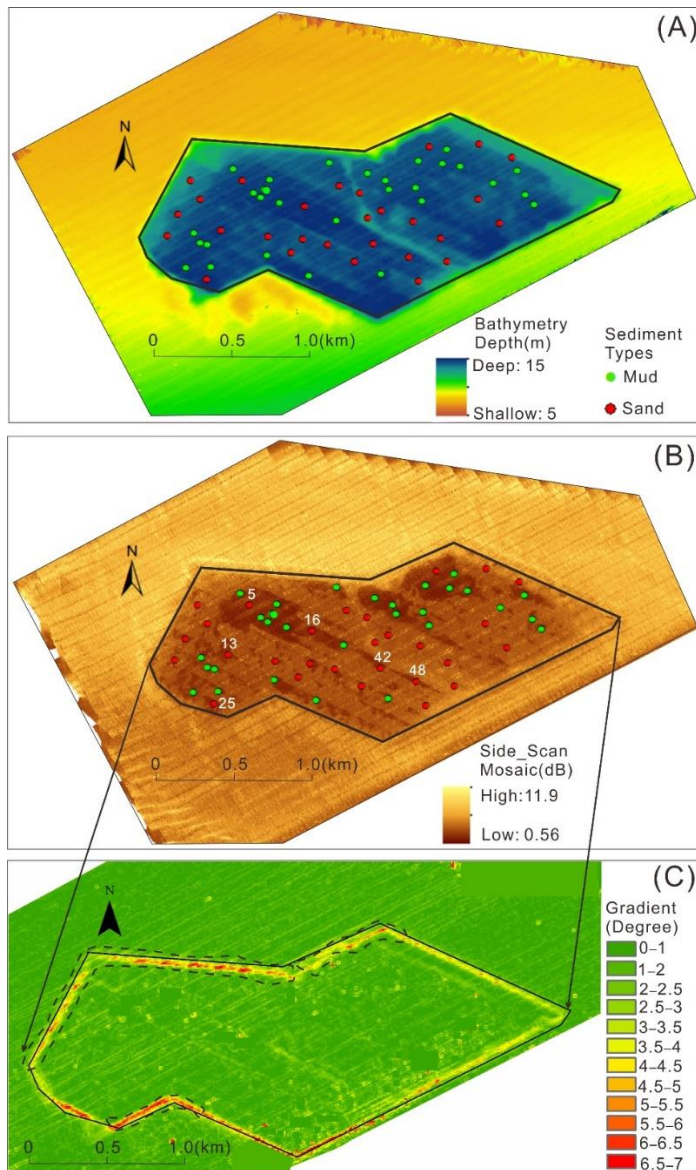 (A)
N
0 0.5 1.0(km)
Bathymetry
Depth(m)
Deep: 15
Shallow: 5
Sediment
Types
Mud
Sand
(B)
N
5
16
13
42
48
25
0 0.5 1.0(km)
Side_Scan
Mosaic(dB)
High:11.9
Low: 0.56
(C)
N
0 0.5 1.0(km)
Gradient
(Degree)
0–1
1–2
2–2.5
2.5–3
3–3.5
3.5–4
4–4.5
4.5–5
5–5.5
5.5–6
6–6.5
6.5–7